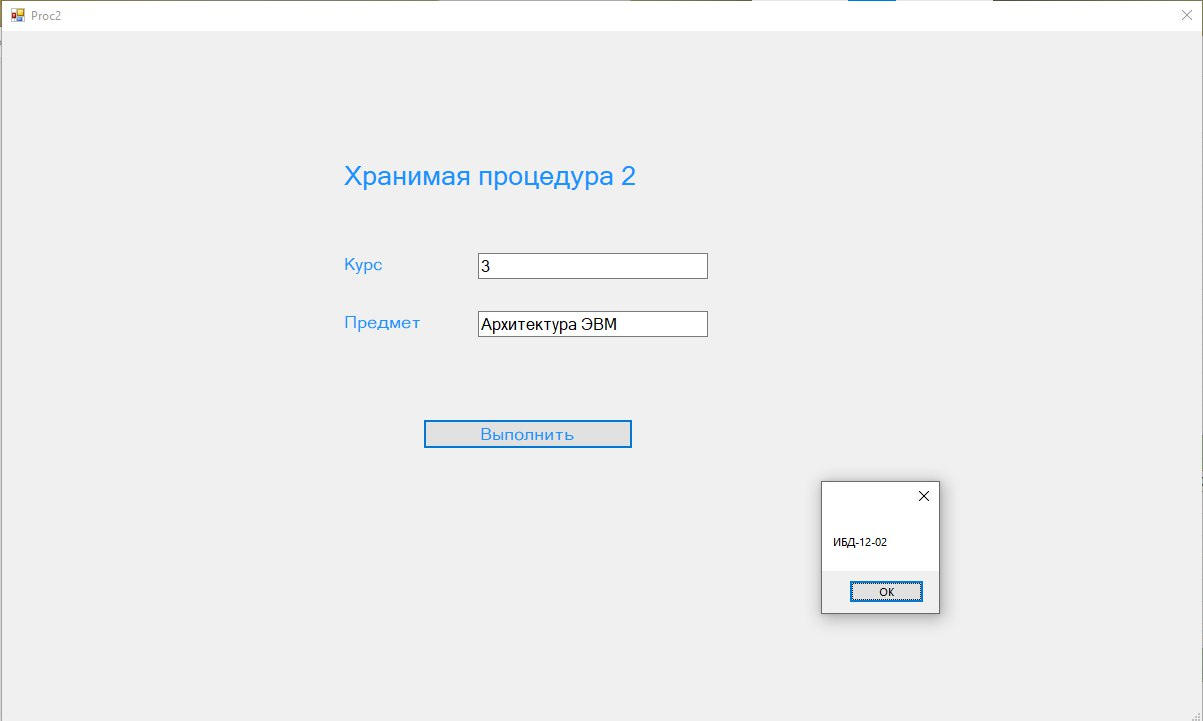 Proc2
Хранимая процедура 2
Курс
3
Предмет
Архитектура ЭВМ
Выполнить
ИБД-12-02
OK